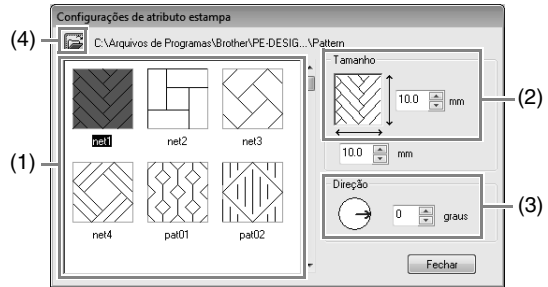 Configurações de atributo estampa
(4)
C:\Arquivos de Programas\Brother\PE-DESIG...\Pattern
Tamanho
10.0 mm
(2)
net1 net2 net3
10.0 mm
(1)
Direção
0 graus
(3)
net4 pat01 pat02
Fechar